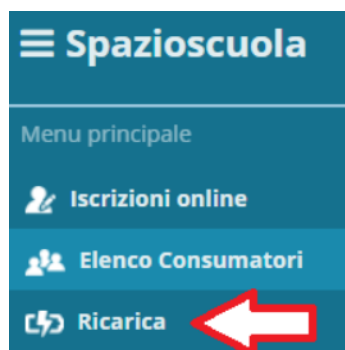 Spazioscuola
Menu principale
Iscrizioni online
Elenco Consumatori
Ricarica